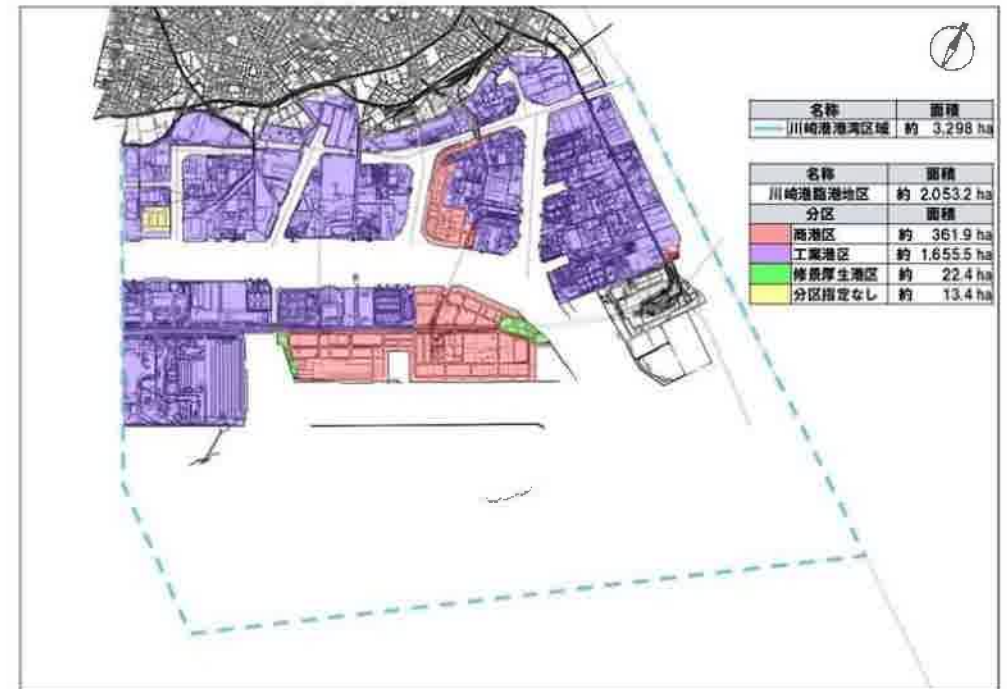 名称 面積
川崎港港湾区域 約 3,298 ha
名称 面積
川崎港臨港地区 約 2,053.2 ha
分区 面積
商港区 約 361.9 ha
工業港区 約 1,655.5 ha
修景厚生港区 約 22.4 ha
分区指定なし 約 13.4 ha